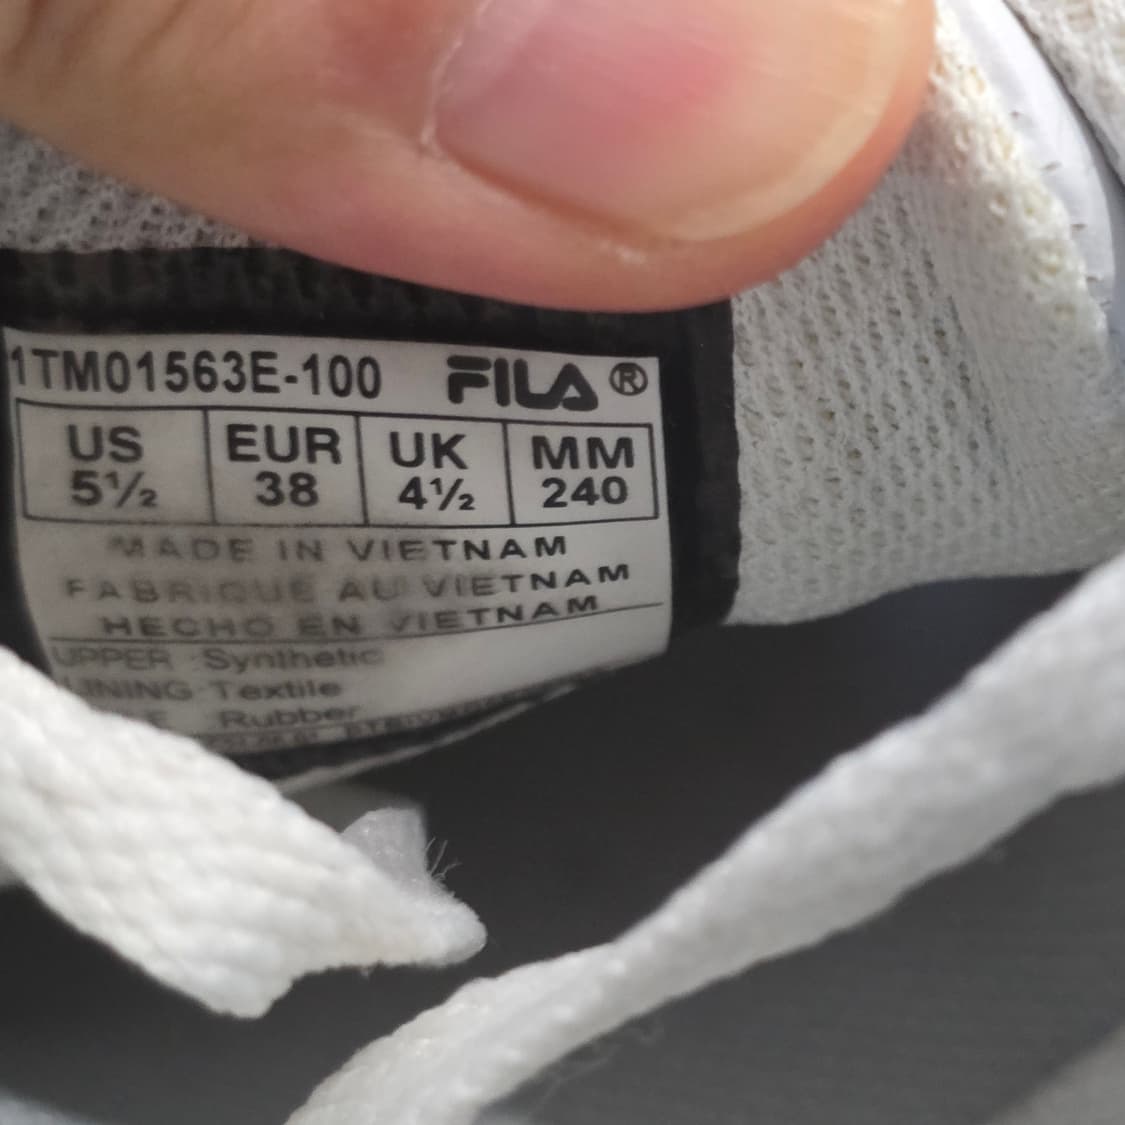 1TM01563E-100 FILA®
US EUR UK MM
5½ 38 4½ 240
MADE IN VIETNAM
FABRIQUE AU VIETNAM
HECHO EN VIETNAM
UPPER :Synthetic
LINING:Textile
Rubber